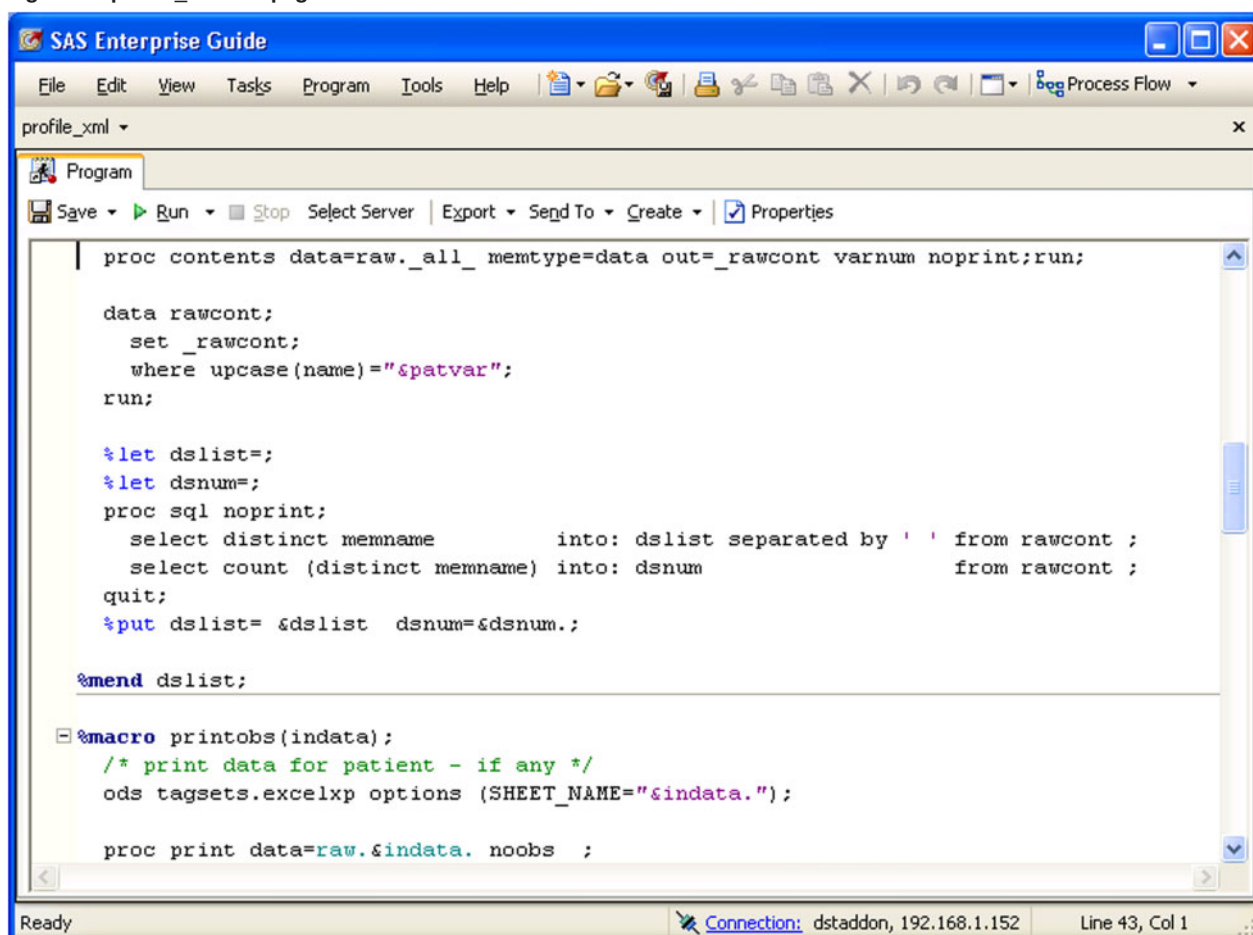 SAS Enterprise Guide
File Edit View Tasks Program Tools Help Process Flow
profile_xml
Program
Save Run Stop Select Server Export Send To Create Properties
proc contents data=raw._all_ memtype=data out=_rawcont varnum noprint;run;
data rawcont;
set _rawcont;
where upcase(name)="&patvar";
run;
%let dslist=;
%let dsnum=;
proc sql noprint;
select distinct memname into: dslist separated by ' ' from rawcont ;
select count (distinct memname) into: dsnum from rawcont ;
quit;
%put dslist= &dslist dsnum=&dsnum.;
%mend dslist;
%macro printobs(indata);
/* print data for patient - if any */
ods tagsets.excelxp options (SHEET_NAME="&indata.");
proc print data=raw.&indata. noobs ;
Ready Connection: dstaddon, 192.168.1.152 Line 43, Col 1